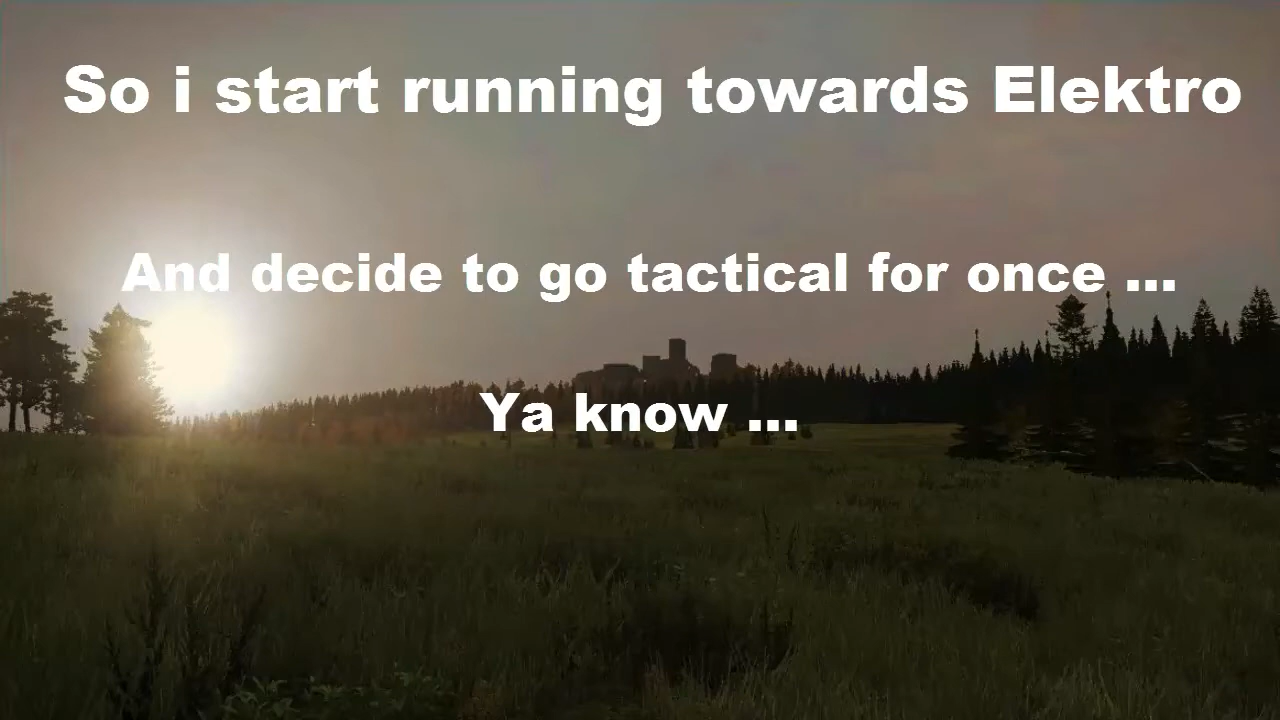 So i start running towards Elektro
And decide to go tactical for once ...
Ya know ...